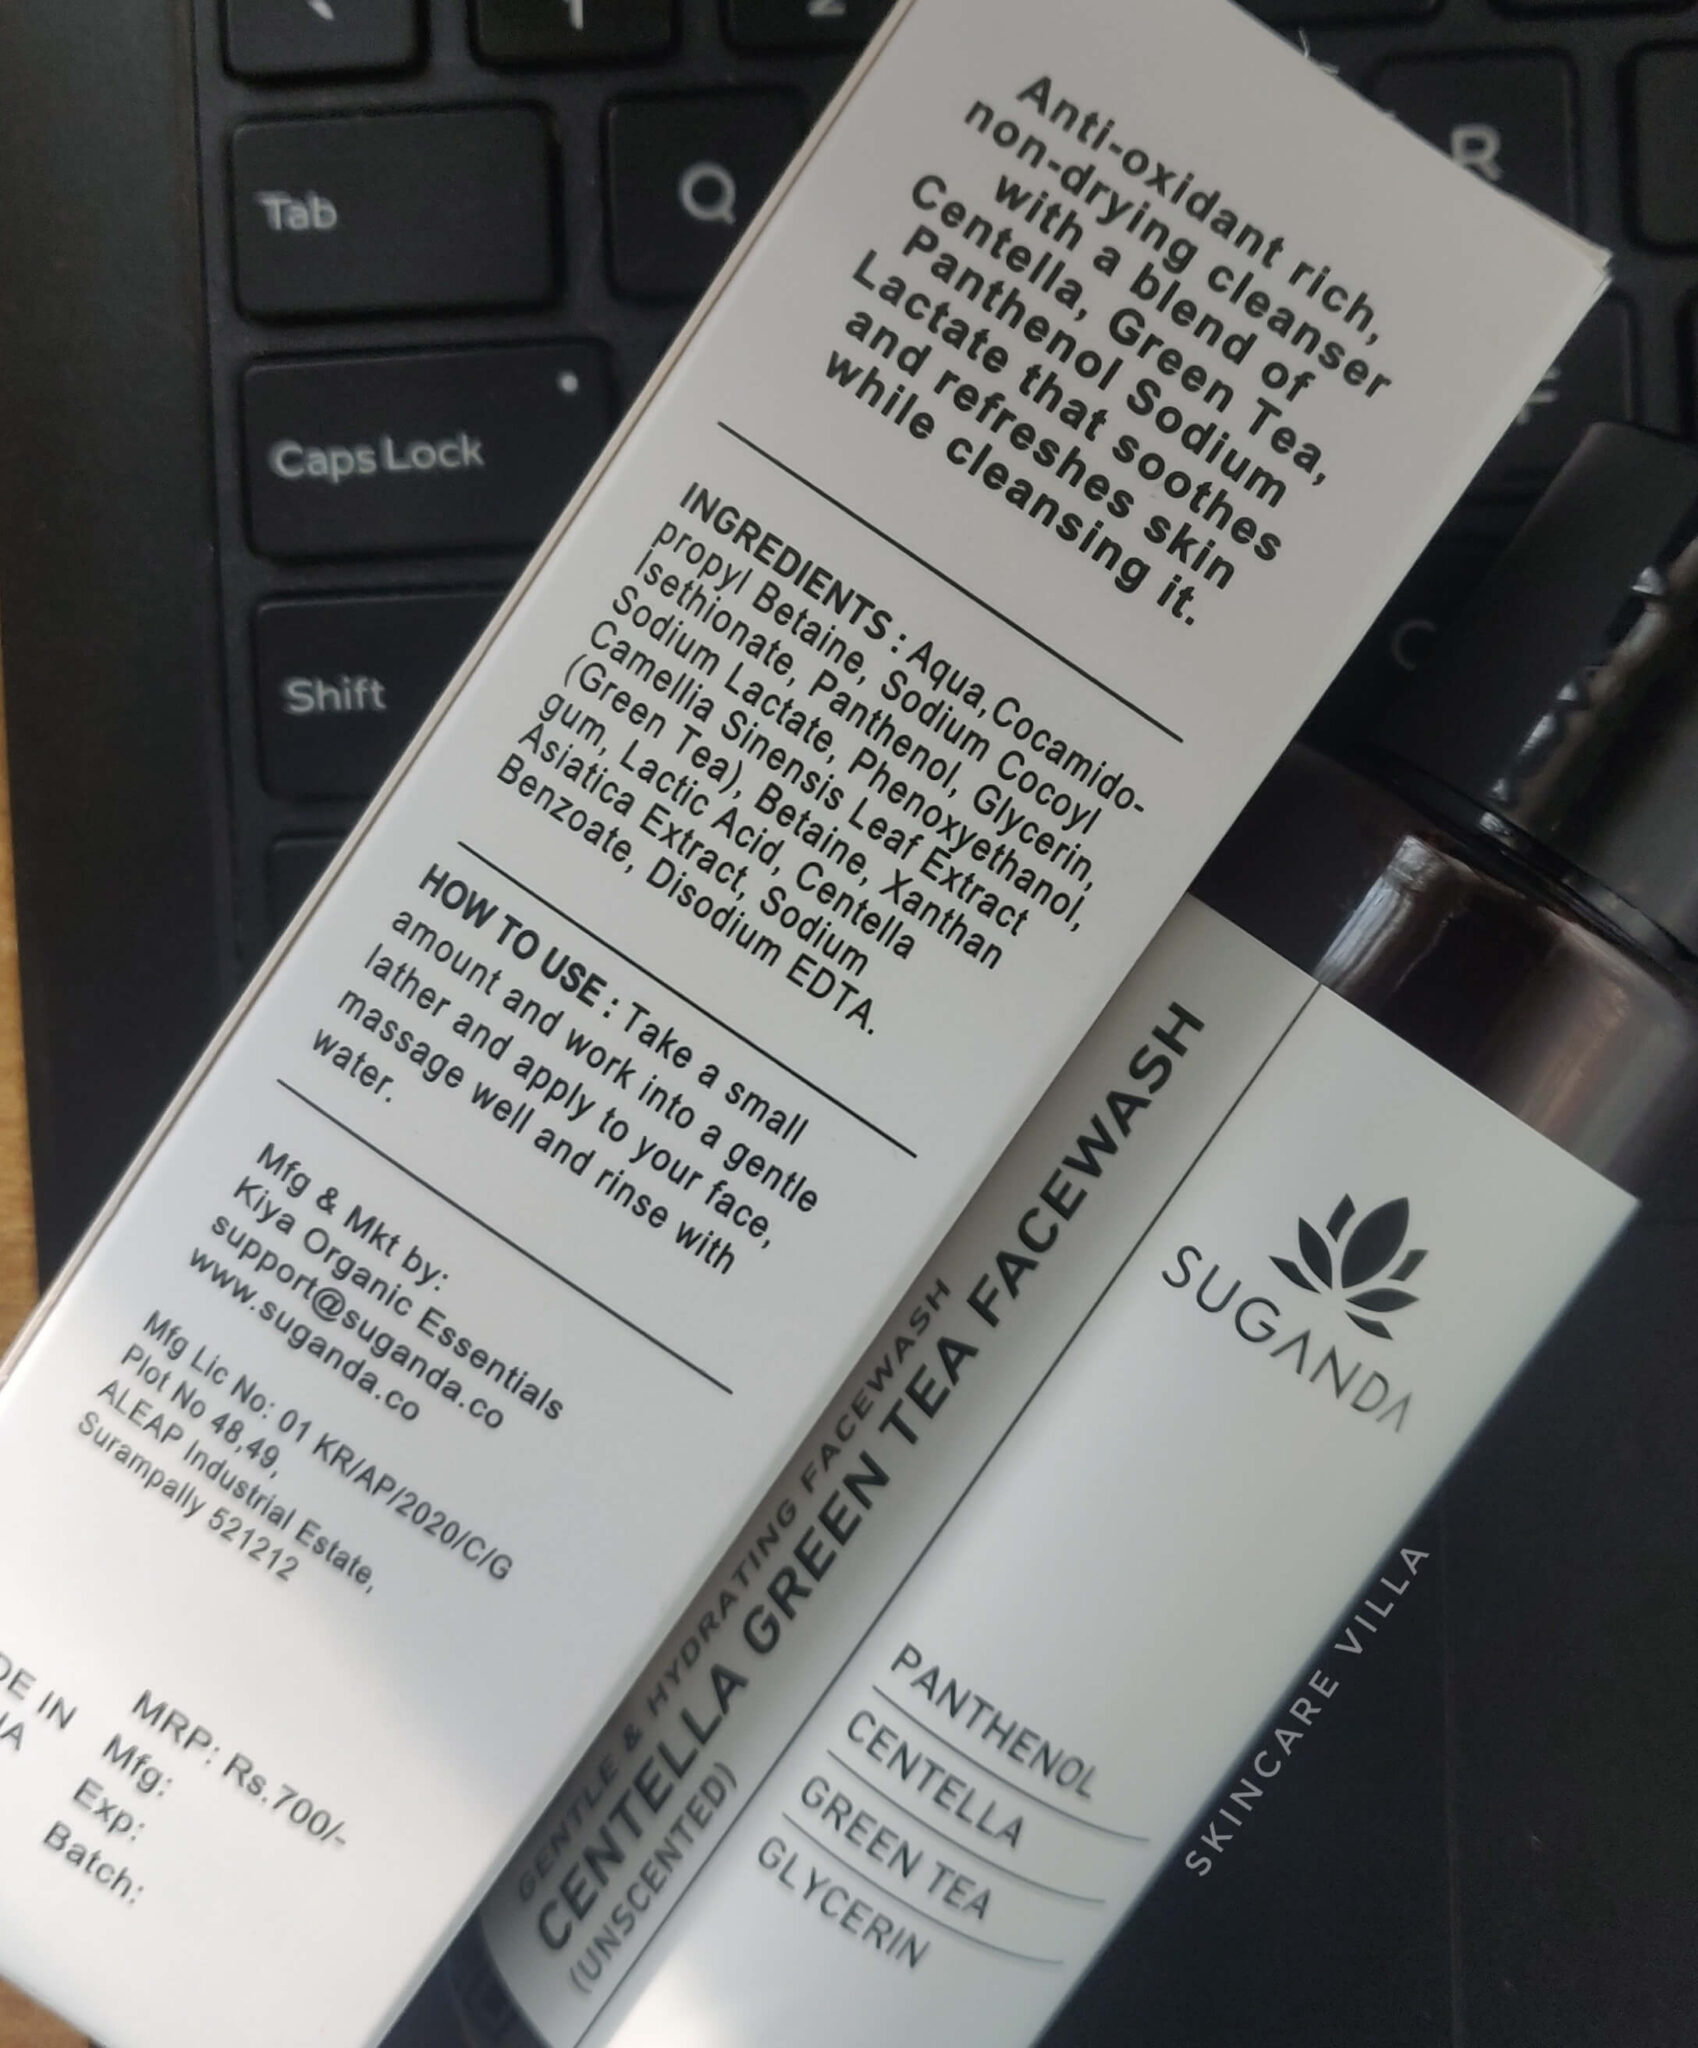 1
2
Tab
Q
R
Caps Lock
Shift
Anti-oxidant rich,
non-drying cleanser
with a blend of
Centella, Green Tea,
Panthenol Sodium
Lactate that soothes
and refreshes skin
while cleansing it.
INGREDIENTS : Aqua, Cocamido-
propyl Betaine, Sodium Cocoyl
Isethionate, Panthenol, Glycerin,
Sodium Lactate, Phenoxyethanol,
Camellia Sinensis Leaf Extract
(Green Tea), Betaine, Xanthan
gum, Lactic Acid, Centella
Asiatica Extract, Sodium
Benzoate, Disodium EDTA.
HOW TO USE : Take a small
amount and work into a gentle
lather and apply to your face,
massage well and rinse with
water.
Mfg & Mkt by:
Kiya Organic Essentials
support@suganda.co
www.suganda.co
Mfg Lic No: 01 KR/AP/2020/C/G
Plot No 48,49,
ALEAP Industrial Estate,
Surampally 521212
IN
MRP: Rs.700/-
Mfg:
Exp:
Batch:
GENTLE & HYDRATING FACEWASH
CENTELLA GREEN TEA FACEWASH
(UNSCENTED)
SUGANDA
PANTHENOL
CENTELLA
GREEN TEA
GLYCERIN
SKINCARE VILLA